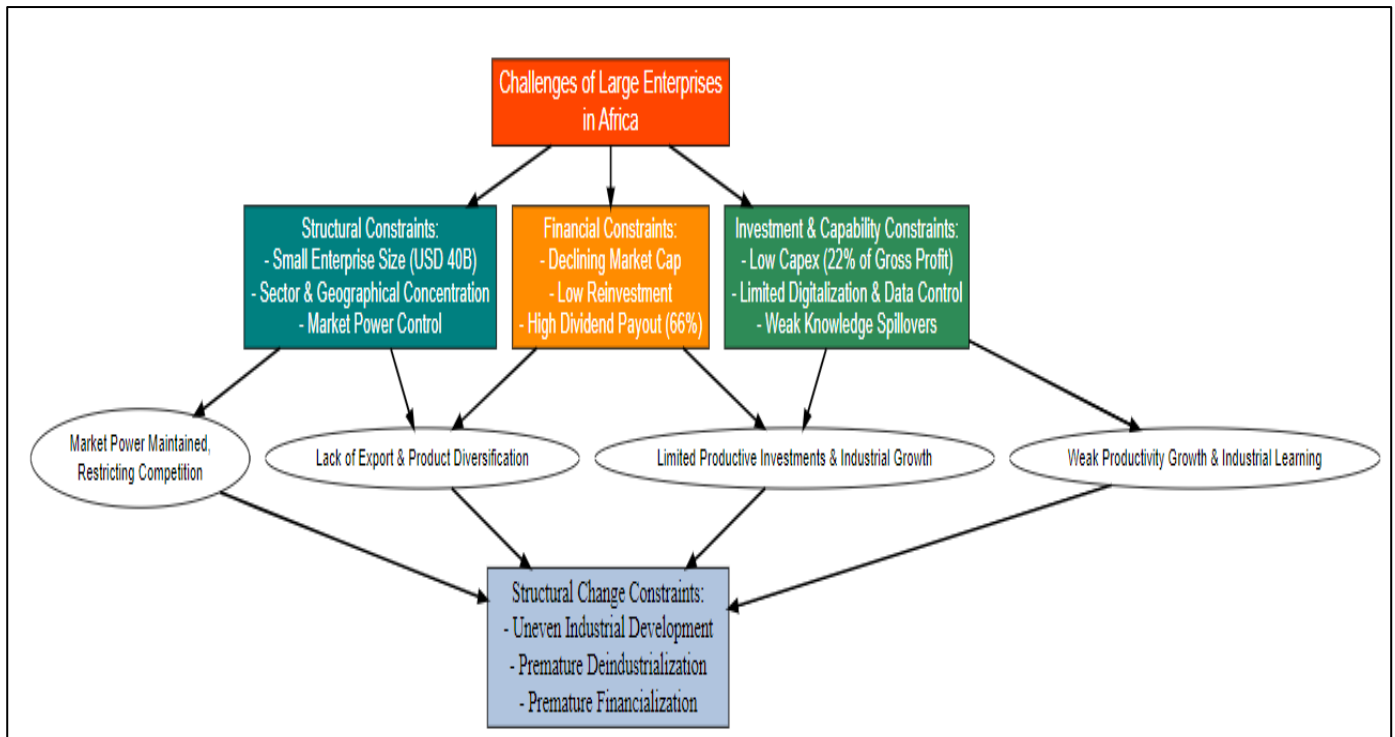 Challenges of Large Enterprises
in Africa
Structural Constraints:
- Small Enterprise Size (USD 40B)
- Sector & Geographical Concentration
- Market Power Control
Financial Constraints:
- Declining Market Cap
- Low Reinvestment
- High Dividend Payout (66%)
Investment & Capability Constraints:
- Low Capex (22% of Gross Profit)
- Limited Digitalization & Data Control
- Weak Knowledge Spillovers
Market Power Maintained,
Restricting Competition
Lack of Export & Product Diversification
Limited Productive Investments & Industrial Growth
Weak Productivity Growth & Industrial Learning
Structural Change Constraints:
- Uneven Industrial Development
- Premature Deindustrialization
- Premature Financialization